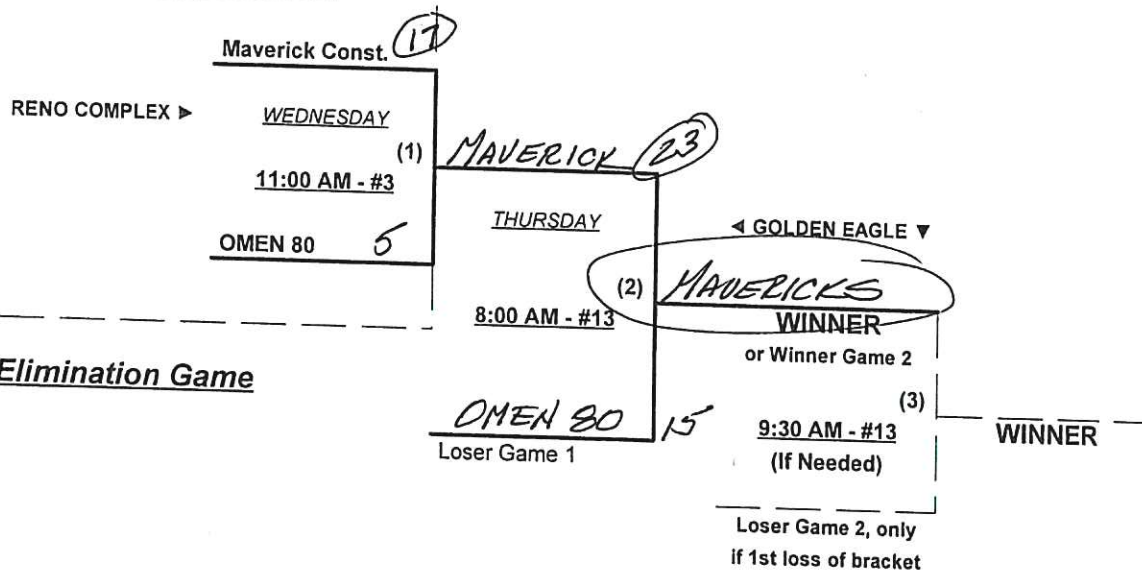 Maverick Const. 17
RENO COMPLEX ►
WEDNESDAY
(1)
11:00 AM - #3
OMEN 80 5
MAVERICK 23
THURSDAY
◄ GOLDEN EAGLE ▼
(2)
MAVERICKS
8:00 AM - #13
WINNER
or Winner Game 2
Elimination Game
(3)
OMEN 80 15
Loser Game 1
9:30 AM - #13
(If Needed)
WINNER
Loser Game 2, only
if 1st loss of bracket